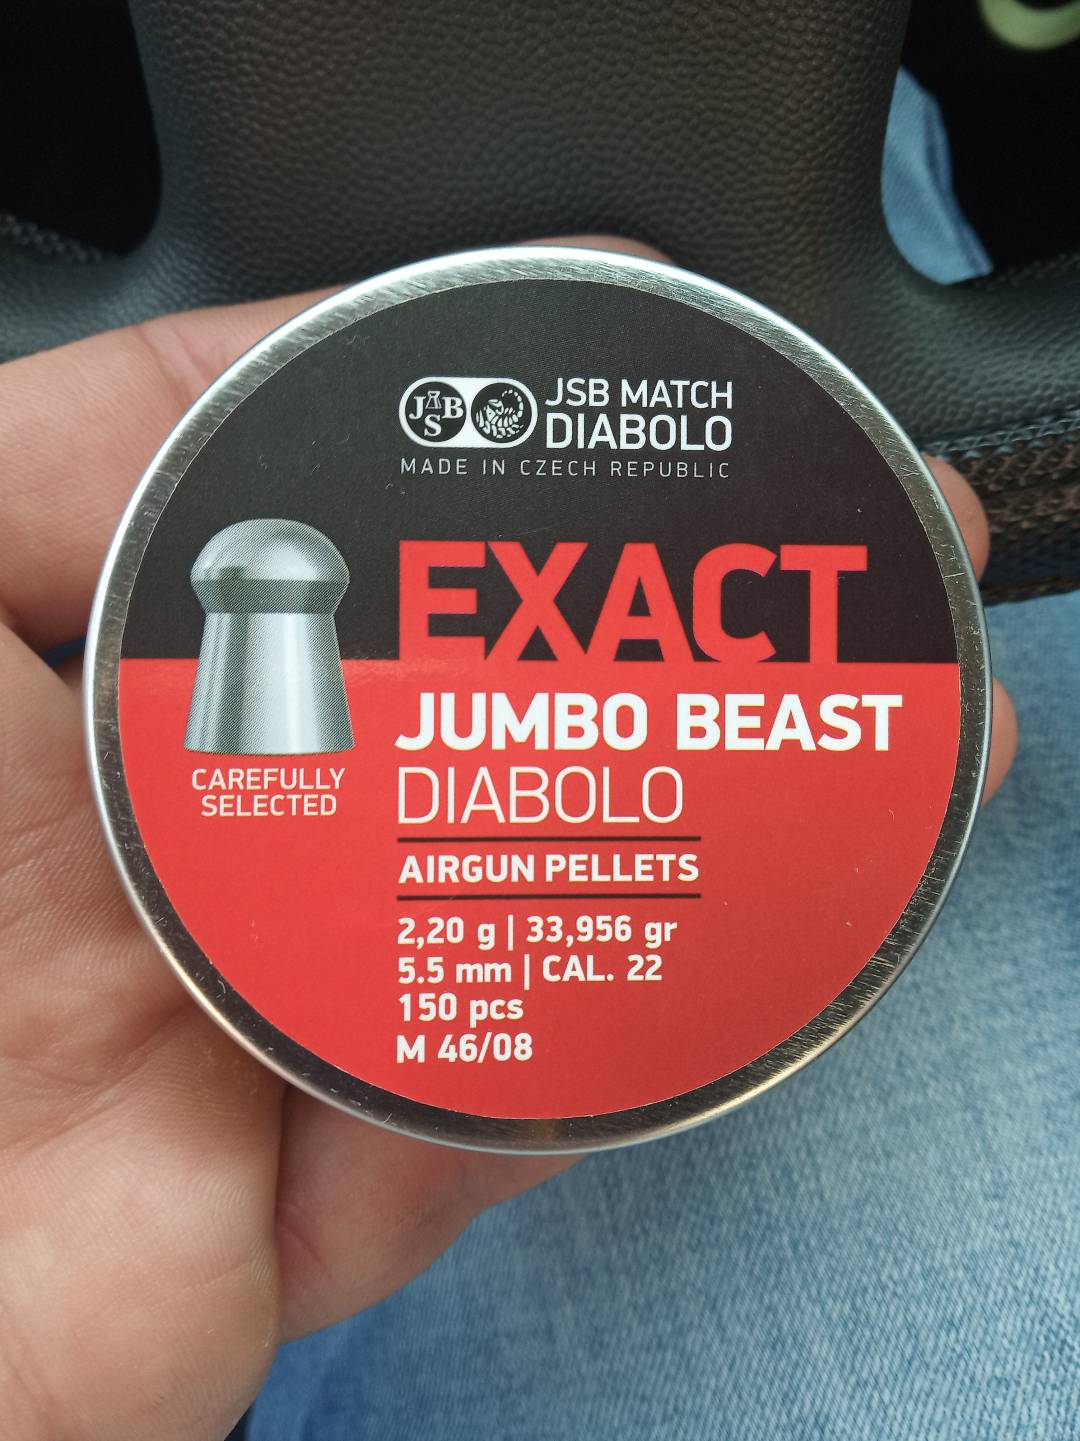 JSB
JSB MATCH
DIABOLO
MADE IN CZECH REPUBLIC
EXACT
JUMBO BEAST
DIABOLO
CAREFULLY
SELECTED
AIRGUN PELLETS
2,20 g | 33,956 gr
5.5 mm | CAL. 22
150 pcs
M 46/08